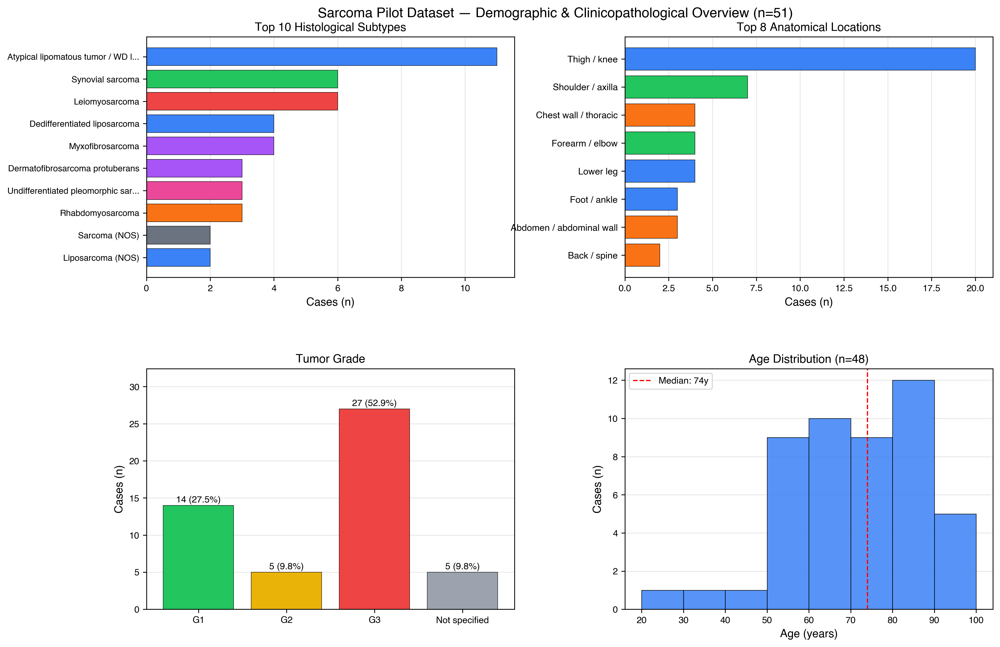 Sarcoma Pilot Dataset — Demographic & Clinicopathological Overview (n=51)
Top 10 Histological Subtypes
Atypical lipomatous tumor / WD l...
Synovial sarcoma
Leiomyosarcoma
Dedifferentiated liposarcoma
Myxofibrosarcoma
Dermatofibrosarcoma protuberans
Undifferentiated pleomorphic sar...
Rhabdomyosarcoma
Sarcoma (NOS)
Liposarcoma (NOS)
0 2 4 6 8 10
Cases (n)
Top 8 Anatomical Locations
Thigh / knee
Shoulder / axilla
Chest wall / thoracic
Forearm / elbow
Lower leg
Foot / ankle
Abdomen / abdominal wall
Back / spine
0.0 2.5 5.0 7.5 10.0 12.5 15.0 17.5 20.0
Cases (n)
Tumor Grade
Cases (n)
30
25
20
15
10
5
0
14 (27.5%)
5 (9.8%)
27 (52.9%)
5 (9.8%)
G1 G2 G3 Not specified
Age Distribution (n=48)
Median: 74y
Cases (n)
12
10
8
6
4
2
0
20 30 40 50 60 70 80 90 100
Age (years)